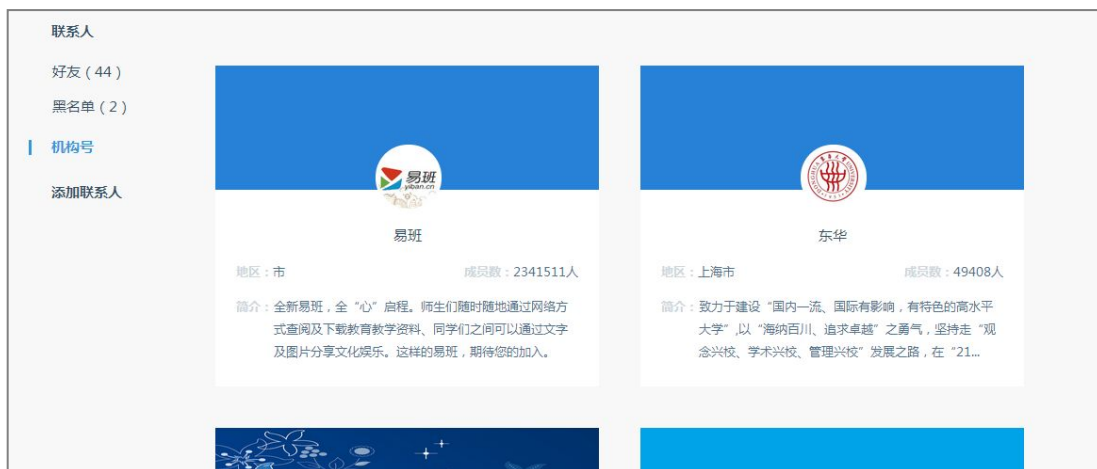 联系人
好友（44）
黑名单（2）
机构号
添加联系人
易班
yiban.cn
易班
地区：市
成员数：2341511人
简介：全新易班，全“心”启程。师生们随时随地通过网络方
式查阅及下载教育教学资料、同学们之间可以通过文字
及图片分享文化娱乐。这样的易班，期待您的加入。
东华
地区：上海市
成员数：49408人
简介：致力于建设“国内一流、国际有影响，有特色的高水平
大学”,以“海纳百川、追求卓越”之勇气，坚持走“观
念兴校、学术兴校、管理兴校”发展之路，在“21...